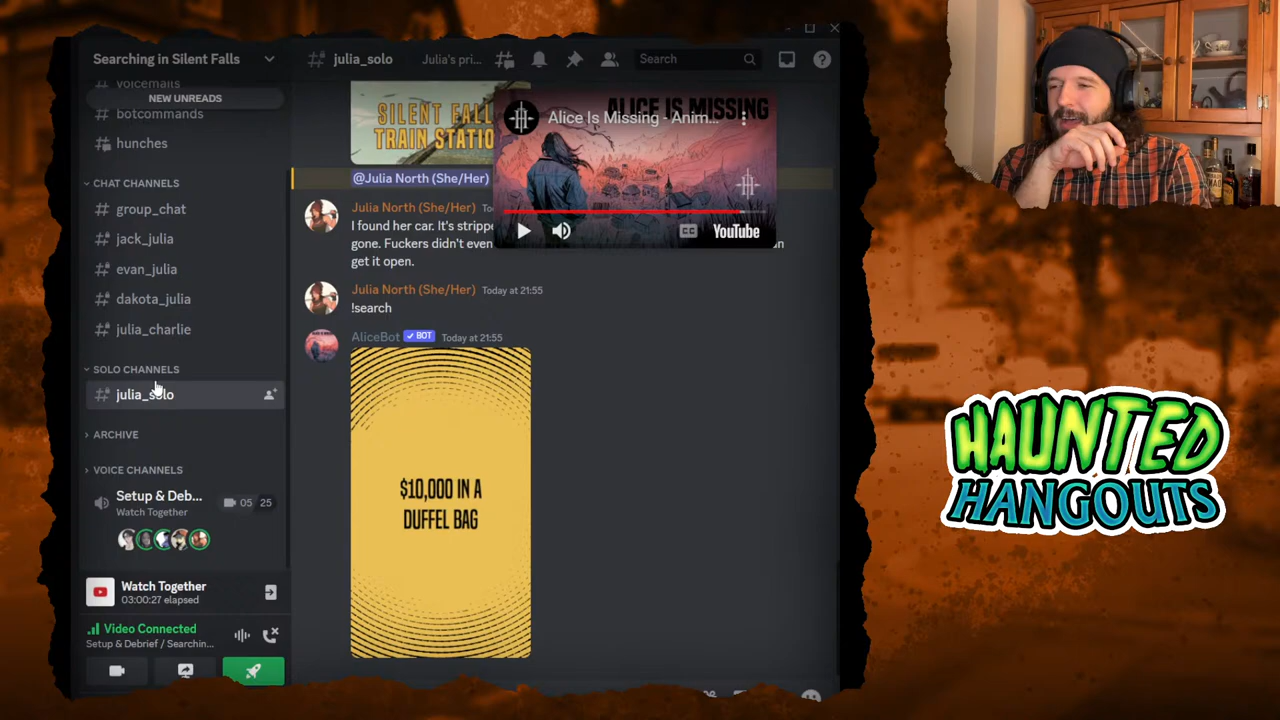 Searching in Silent Falls
julia_solo
Julia's pri...
Search
voicemails
NEW UNREADS
botcommands
hunches
CHAT CHANNELS
group_chat
jack_julia
evan_julia
dakota_julia
julia_charlie
SOLO CHANNELS
julia_solo
ARCHIVE
VOICE CHANNELS
Setup & Deb...
05 25
Watch Together
Watch Together
03:00:27 elapsed
Video Connected
Setup & Debrief / Searchin...
SILENT FALL
TRAIN STATIO
ALICE IS MISSING
Alice Is Missing - Anim...
CC
YouTube
@Julia North (She/Her)
Julia North (She/Her)
I found her car. It's strippe
gone. Fuckers didn't even
get it open.
Julia North (She/Her) Today at 21:55
!search
AliceBot BOT Today at 21:55
$10,000 IN A
DUFFEL BAG
HAUNTED
HANGOUTS